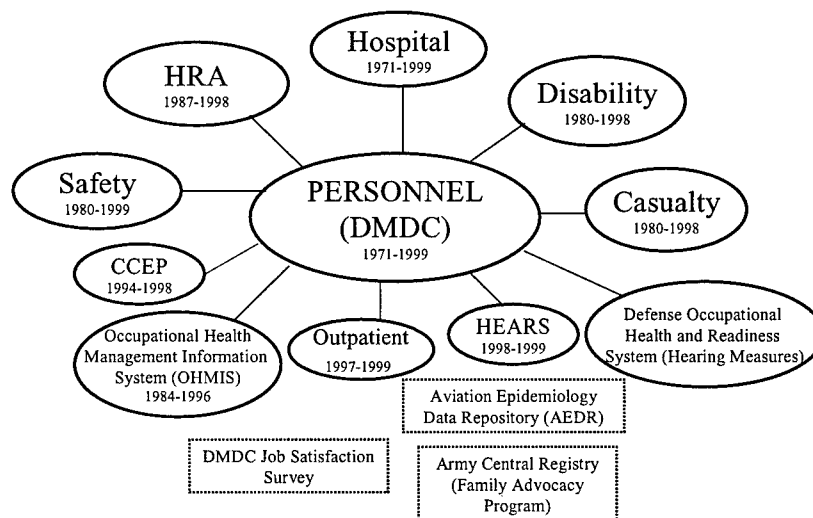 Hospital
1971-1999
HRA
1987-1998
Disability
1980-1998
Safety
1980-1999
PERSONNEL
(DMDC)
1971-1999
Casualty
1980-1998
CCEP
1994-1998
Occupational Health
Management Information
System (OHMIS)
1984-1996
Outpatient
1997-1999
HEARS
1998-1999
Defense Occupational
Health and Readiness
System (Hearing Measures)
Aviation Epidemiology
Data Repository (AEDR)
DMDC Job Satisfaction
Survey
Army Central Registry
(Family Advocacy
Program)